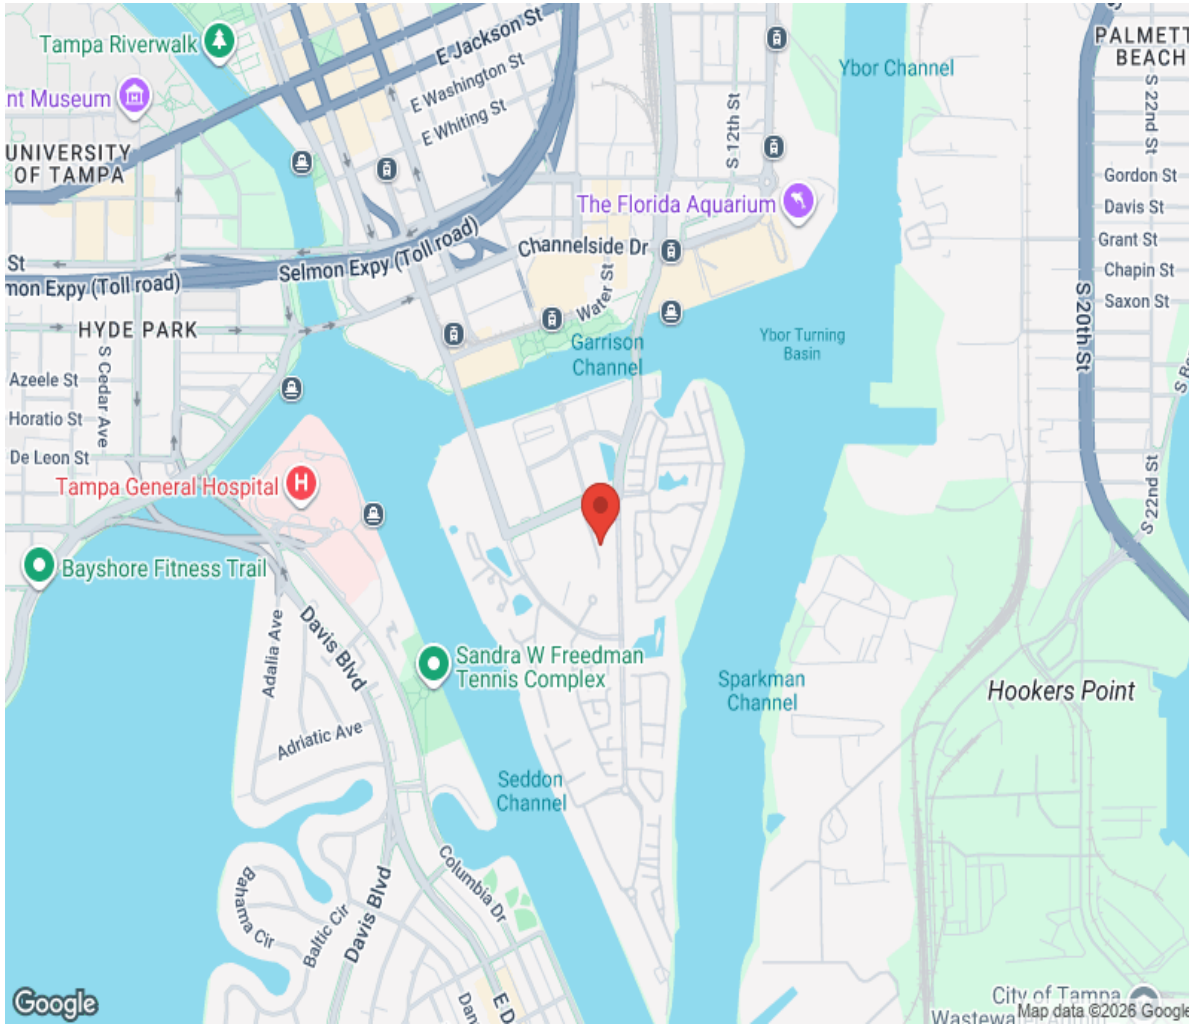 E Jackson St
Tampa Riverwalk
PALMETT
BEACH
Ybor Channel
E Washington St
nt Museum
S 22nd St
E Whiting St
S 12th St
UNIVERSITY
OF TAMPA
Gordon St
The Florida Aquarium
Davis St
Channelside Dr
Grant St
Selmon Expy (Toll road)
St
Chapin St
mon Expy (Toll road)
Water St
Saxon St
S 20th St
HYDE PARK
Garrison
Channel
Ybor Turning
Basin
S Cedar Ave
Azeele St
Horatio St
De Leon St
Tampa General Hospital
S 22nd St
Bayshore Fitness Trail
Davis Blvd
Adalia Ave
Sandra W Freedman
Tennis Complex
Sparkman
Channel
Hookers Point
Adriatic Ave
Seddon
Channel
Columbia Dr
Bahama Cir
Baltic Cir
Davis Blvd
City of Tampa
Google
Map data ©2026 Google